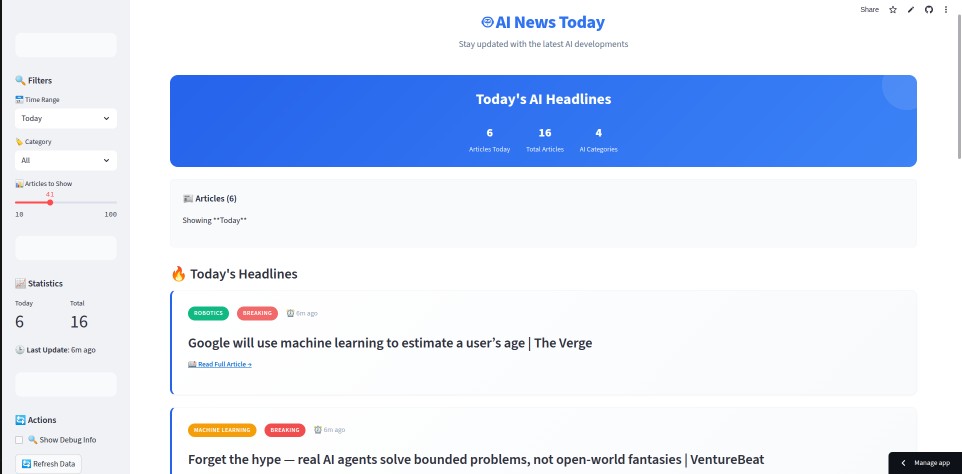 Share
AI News Today
Stay updated with the latest AI developments
Filters
Time Range
Today
Category
All
Articles to Show
41
10 100
Statistics
Today Total
6 16
Last Update: 6m ago
Actions
Show Debug Info
Refresh Data
Today's AI Headlines
6 16 4
Articles Today Total Articles AI Categories
Articles (6)
Showing **Today**
Today's Headlines
ROBOTICS BREAKING 6m ago
Google will use machine learning to estimate a user’s age | The Verge
Read Full Article →
MACHINE LEARNING BREAKING 6m ago
Forget the hype — real AI agents solve bounded problems, not open-world fantasies | VentureBeat
Manage app